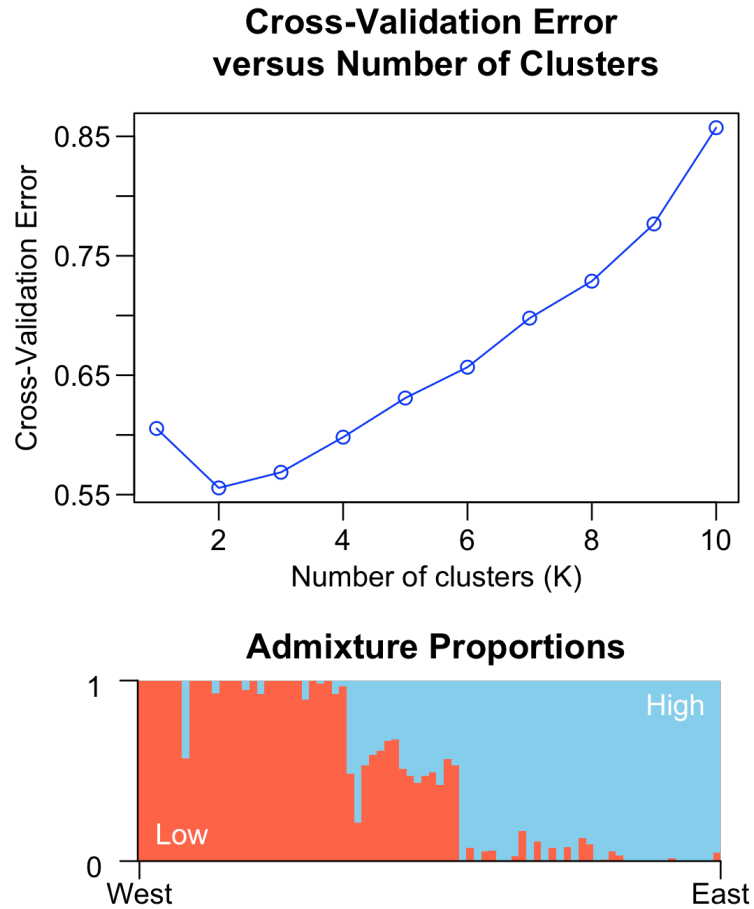 Cross-Validation Error
versus Number of Clusters
Cross-Validation Error
0.85
0.75
0.65
0.55
2 4 6 8 10
Number of clusters (K)
Admixture Proportions
1
High
Low
0
West East